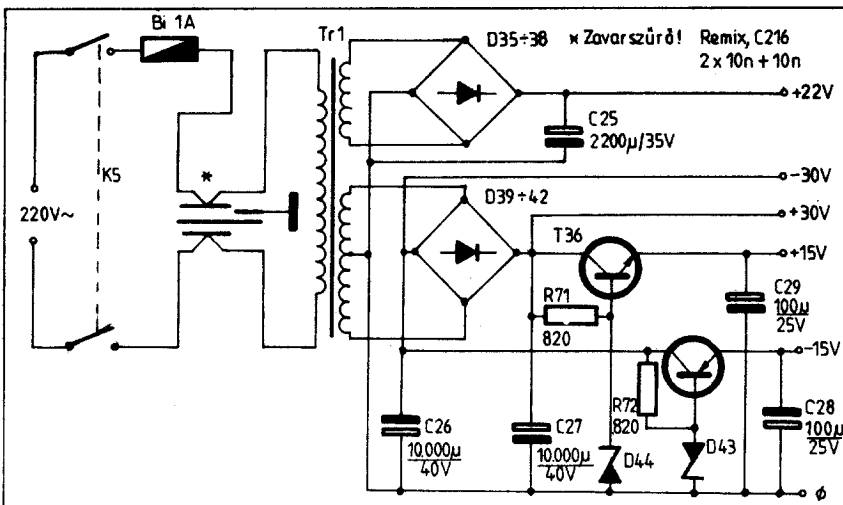 Bi 1A
Tr1
D35÷38
* Zavarszűrő! Remix, C216
2 x 10n + 10n
+22V
C25
2200µ/35V
K5
*
220V~
-30V
D39÷42
+30V
T36
+15V
R71
820
C29
100µ
25V
-15V
R72
820
C26
10.000µ
40V
C27
10.000µ
40V
D44
D43
C28
100µ
25V
ø